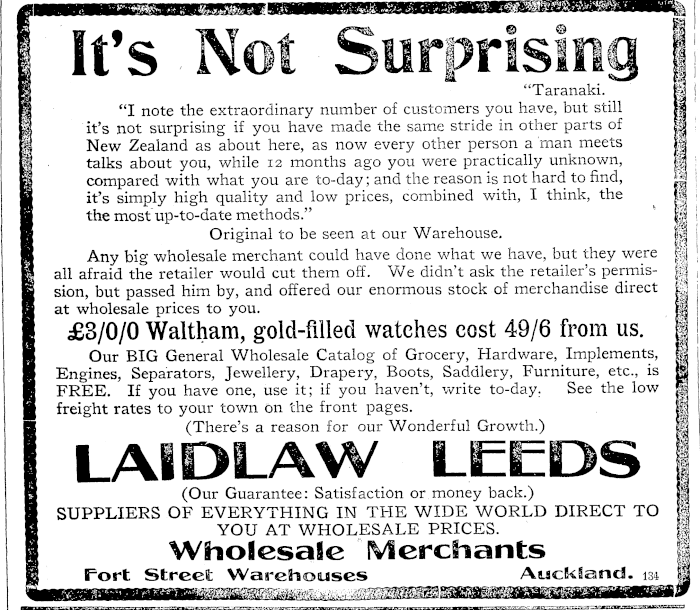 It's Not Surprising
"Taranaki.
"I note the extraordinary number of customers you have, but still
it's not surprising if you have made the same stride in other parts of
New Zealand as about here, as now every other person a man meets
talks about you, while 12 months ago you were practically unknown,
compared with what you are to-day; and the reason is not hard to find,
it's simply high quality and low prices, combined with, I think, the
the most up-to-date methods."
Original to be seen at our Warehouse.
Any big wholesale merchant could have done what we have, but they were
all afraid the retailer would cut them off. We didn't ask the retailer's permis-
sion, but passed him by, and offered our enormous stock of merchandise direct
at wholesale prices to you.
£3/0/0 Waltham, gold-filled watches cost 49/6 from us.
Our BIG General Wholesale Catalog of Grocery, Hardware, Implements,
Engines, Separators, Jewellery, Drapery, Boots, Saddlery, Furniture, etc., is
FREE. If you have one, use it; if you haven't, write to-day. See the low
freight rates to your town on the front pages.
(There's a reason for our Wonderful Growth.)
LAIDLAW LEEDS
(Our Guarantee: Satisfaction or money back.)
SUPPLIERS OF EVERYTHING IN THE WIDE WORLD DIRECT TO
YOU AT WHOLESALE PRICES.
Wholesale Merchants
Fort Street Warehouses Auckland. 134